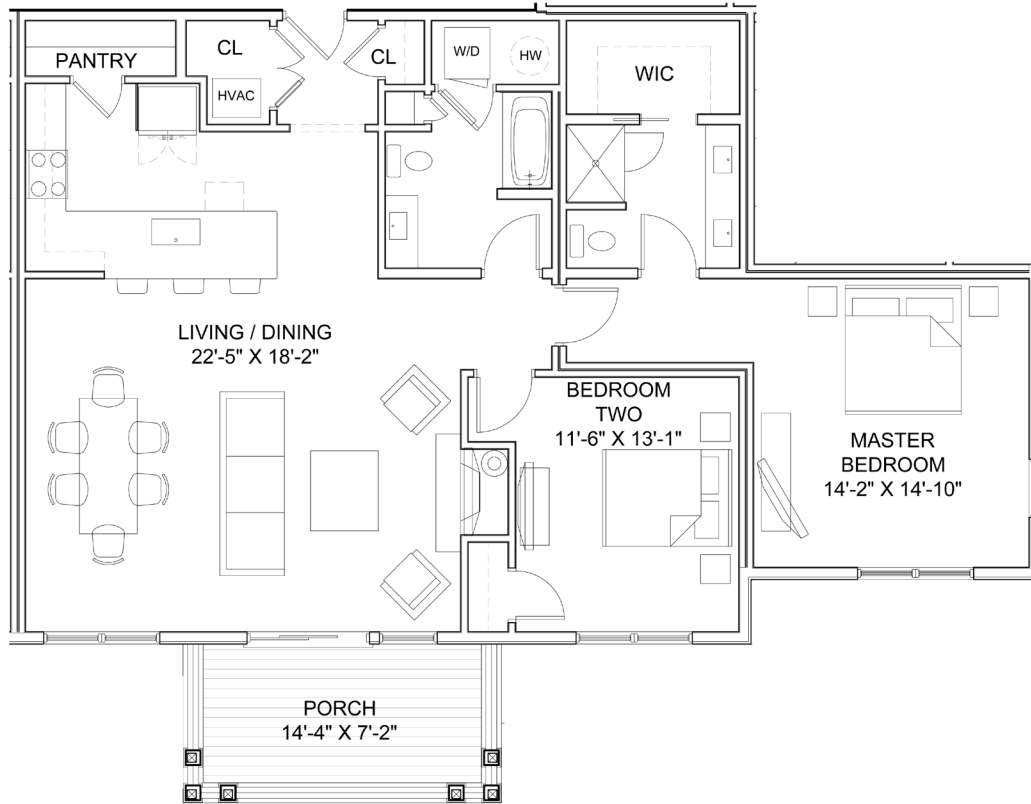 PANTRY
CL
HVAC
CL
W/D
HW
WIC
LIVING / DINING
22'-5" X 18'-2"
BEDROOM
TWO
11'-6" X 13'-1"
MASTER
BEDROOM
14'-2" X 14'-10"
PORCH
14'-4" X 7'-2"